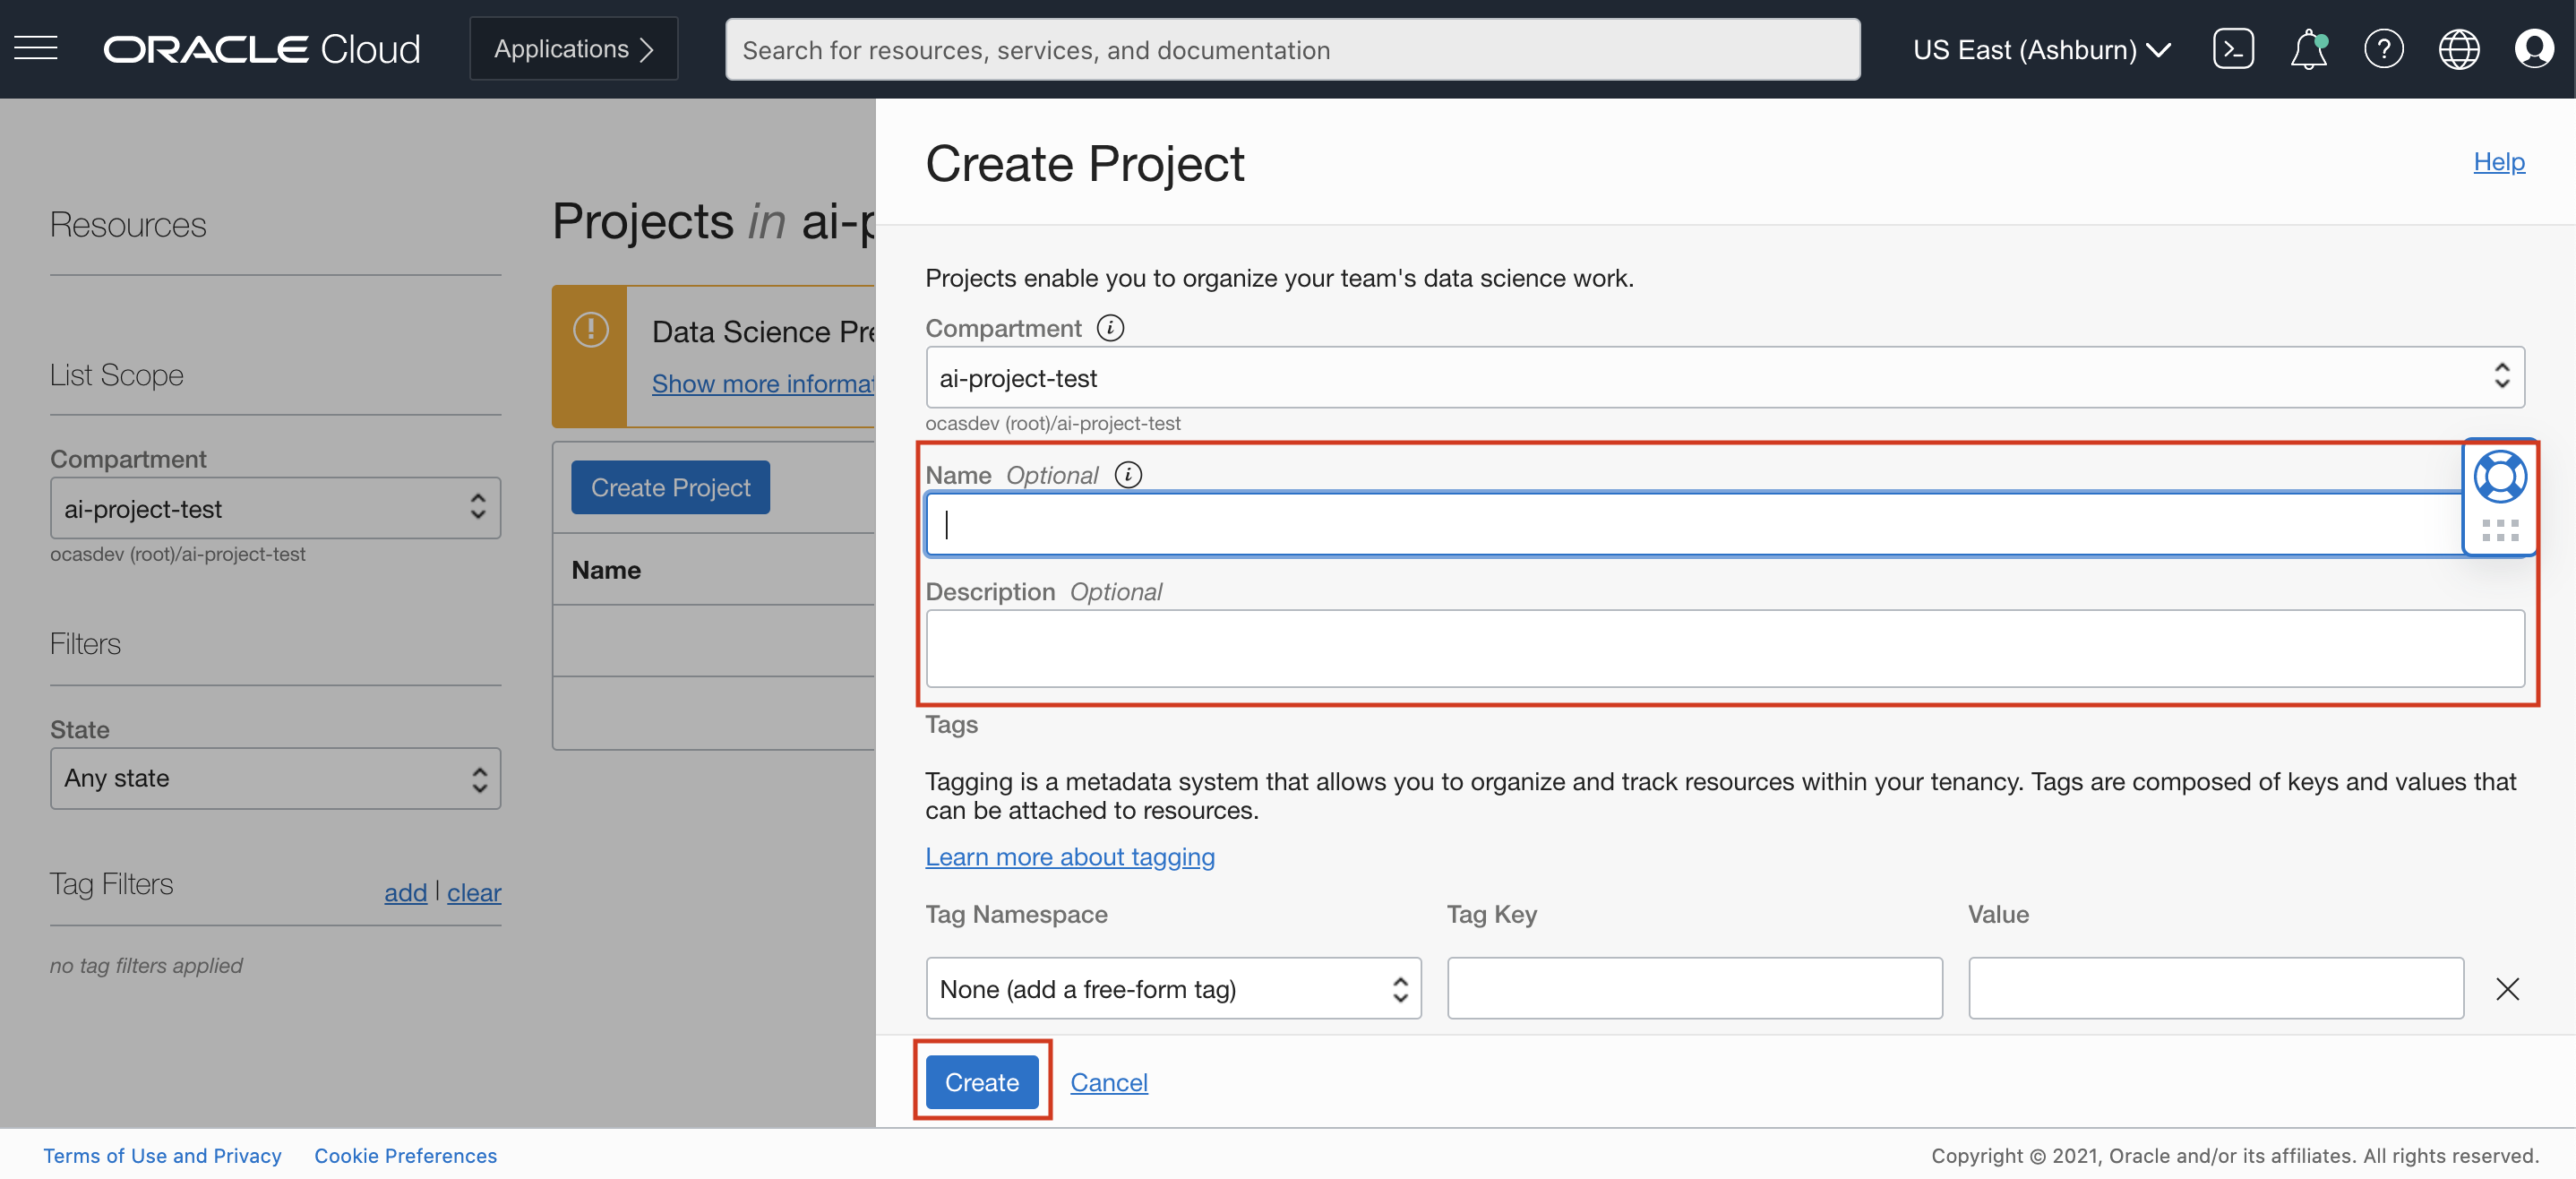 ORACLE Cloud
Applications
Search for resources, services, and documentation
US East (Ashburn)
Resources
List Scope
Compartment
ai-project-test
ocasdev (root)/ai-project-test
Filters
State
Any state
Tag Filters
add | clear
no tag filters applied
Projects in ai-p
Data Science Pre
Show more informat
Create Project
Name
Create Project
Help
Projects enable you to organize your team's data science work.
Compartment
ai-project-test
ocasdev (root)/ai-project-test
Name Optional
Description Optional
Tags
Tagging is a metadata system that allows you to organize and track resources within your tenancy. Tags are composed of keys and values that
can be attached to resources.
Learn more about tagging
Tag Namespace
Tag Key
Value
None (add a free-form tag)
Create
Cancel
Terms of Use and Privacy
Cookie Preferences
Copyright © 2021, Oracle and/or its affiliates. All rights reserved.